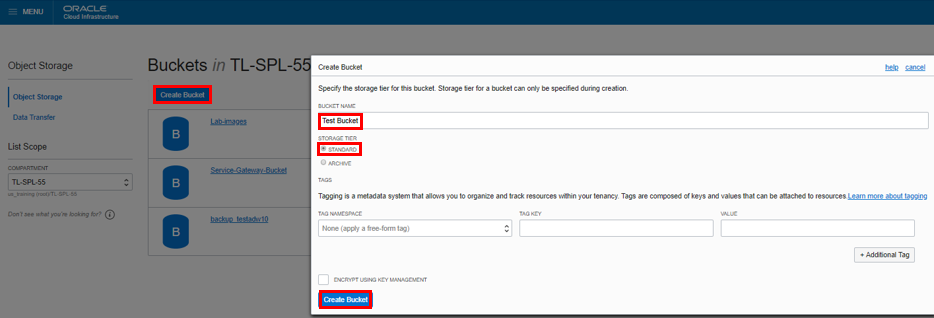 MENU
ORACLE
Cloud Infrastructure
Object Storage
Object Storage
Data Transfer
List Scope
COMPARTMENT
TL-SPL-55
Don't see what you're looking for?
Buckets in TL-SPL-55
Create Bucket
B
Lab-images
B
Service-Gateway-Bucket
B
backup_testadw10
Create Bucket
help cancel
Specify the storage tier for this bucket. Storage tier for a bucket can only be specified during creation.
BUCKET NAME
Test Bucket
STORAGE TIER
STANDARD
ARCHIVE
TAGS
Tagging is a metadata system that allows you to organize and track resources within your tenancy. Tags are composed of keys and values that can be attached to resources.Learn more about tagging
TAG NAMESPACE TAG KEY VALUE
None (apply a free-form tag)
+ Additional Tag
ENCRYPT USING KEY MANAGEMENT
Create Bucket